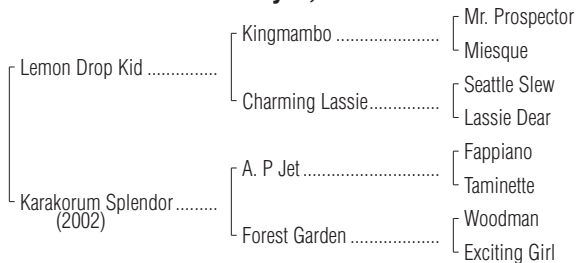 Mr. Prospector
Kingmambo ....................
Miesque
Lemon Drop Kid ..............
Seattle Slew
Charming Lassie..............
Lassie Dear
Fappiano
A. P Jet ...........................
Taminette
Karakorum Splendor ........
(2002)
Woodman
Forest Garden .................
Exciting Girl